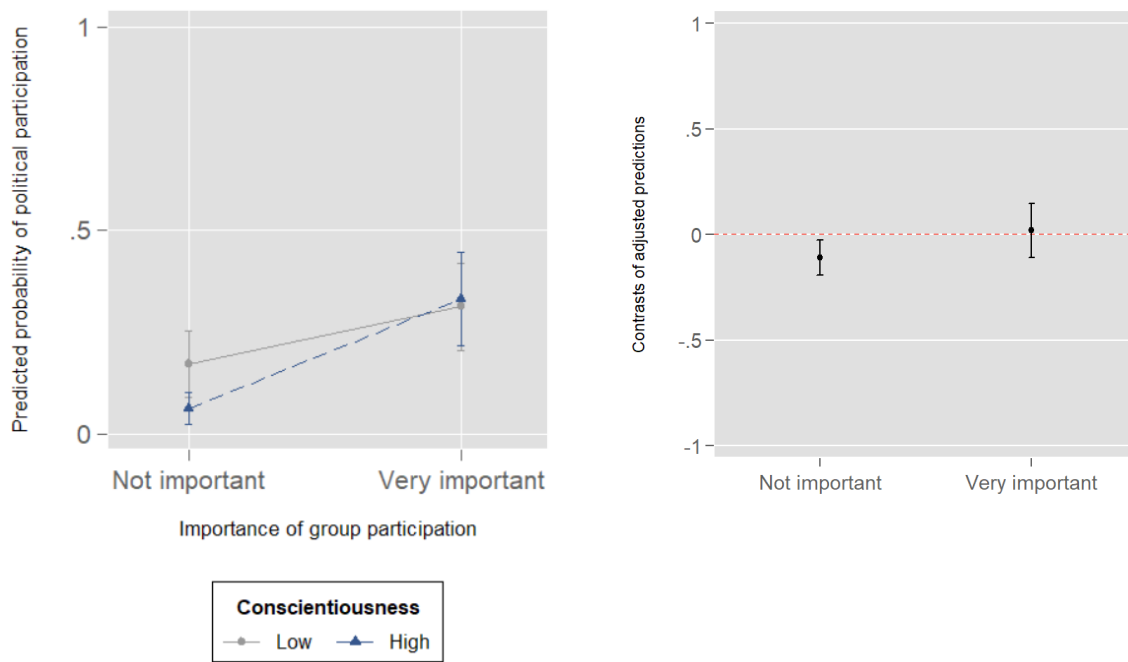 Predicted probability of political participation
1
.5
0
Not important
Very important
Importance of group participation
Conscientiousness
Low
High
Contrasts of adjusted predictions
1
.5
0
-.5
-1
Not important
Very important